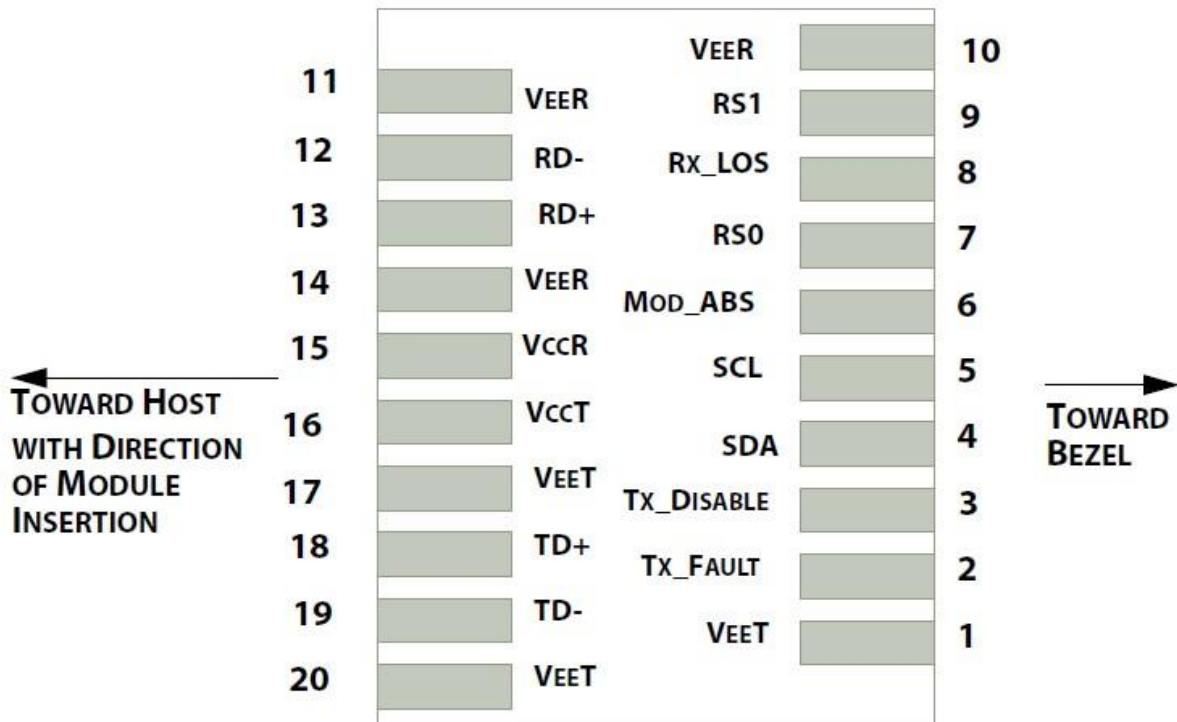 11
VEER
12
RD-
13
RD+
14
VEER
15
VCCR
16
VCCT
17
VEET
18
TD+
19
TD-
20
VEET
TOWARD HOST
WITH DIRECTION
OF MODULE
INSERTION
VEER
10
RS1
9
RX_LOS
8
RS0
7
MOD_ABS
6
SCL
5
SDA
4
TX_DISABLE
3
TX_FAULT
2
VEET
1
TOWARD
BEZEL